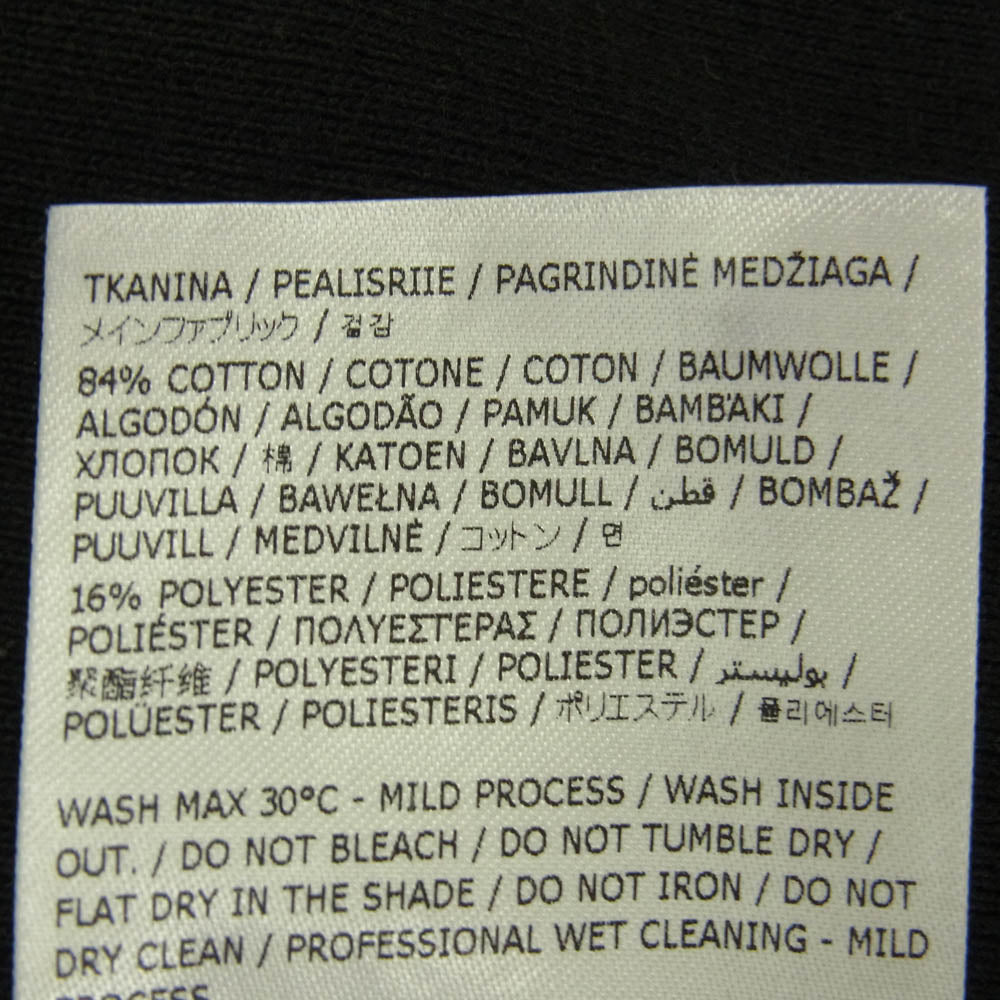 TKANINA / PEALISRIIE / PAGRINDINĖ MEDŽIAGA /
メインファブリック / 겉감
84% COTTON / COTONE / COTON / BAUMWOLLE /
ALGODÓN / ALGODÃO / PAMUK / BAMBΆKI /
ХЛОПОК / 棉 / KATOEN / BAVLNA / BOMULD /
PUUVILLA / BAWEŁNA / BOMULL / قطن / BOMBAŽ /
PUUVILL / MEDVILNĖ / コットン / 면
16% POLYESTER / POLIESTERE / poliéster /
POLIÉSTER / ΠΟΛΥΕΣΤΕΡΑΣ / ПОЛИЭСТЕР /
聚酯纤维 / POLYESTERI / POLIESTER / بوليستر /
POLÜESTER / POLIESTERIS / ポリエステル / 폴리에스터
WASH MAX 30°C - MILD PROCESS / WASH INSIDE
OUT. / DO NOT BLEACH / DO NOT TUMBLE DRY /
FLAT DRY IN THE SHADE / DO NOT IRON / DO NOT
DRY CLEAN / PROFESSIONAL WET CLEANING - MILD
PROCESS